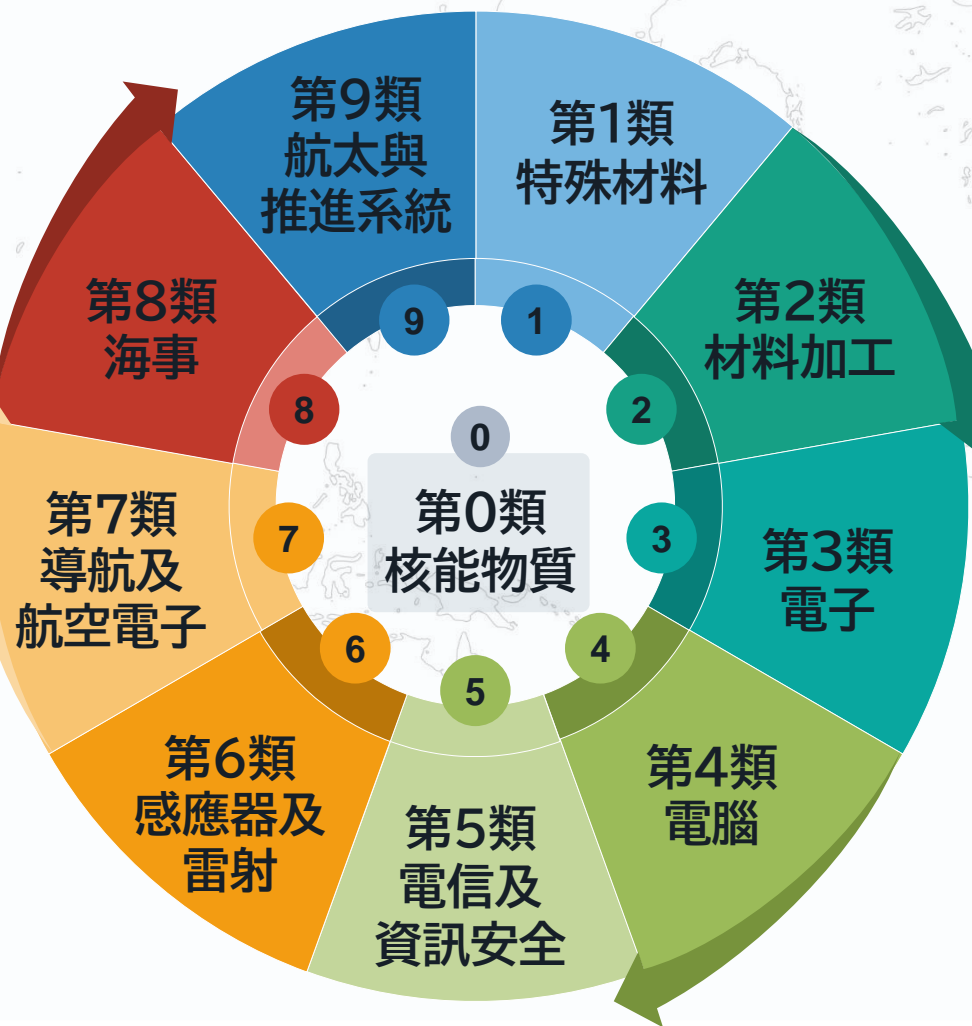 第9類
航太與
推進系統
第1類
特殊材料
第8類
海事
第2類
材料加工
9
1
8
2
0
第0類
核能物質
第7類
導航及
航空電子
7
3
第3類
電子
6
4
5
第6類
感應器及
雷射
第4類
電腦
第5類
電信及
資訊安全